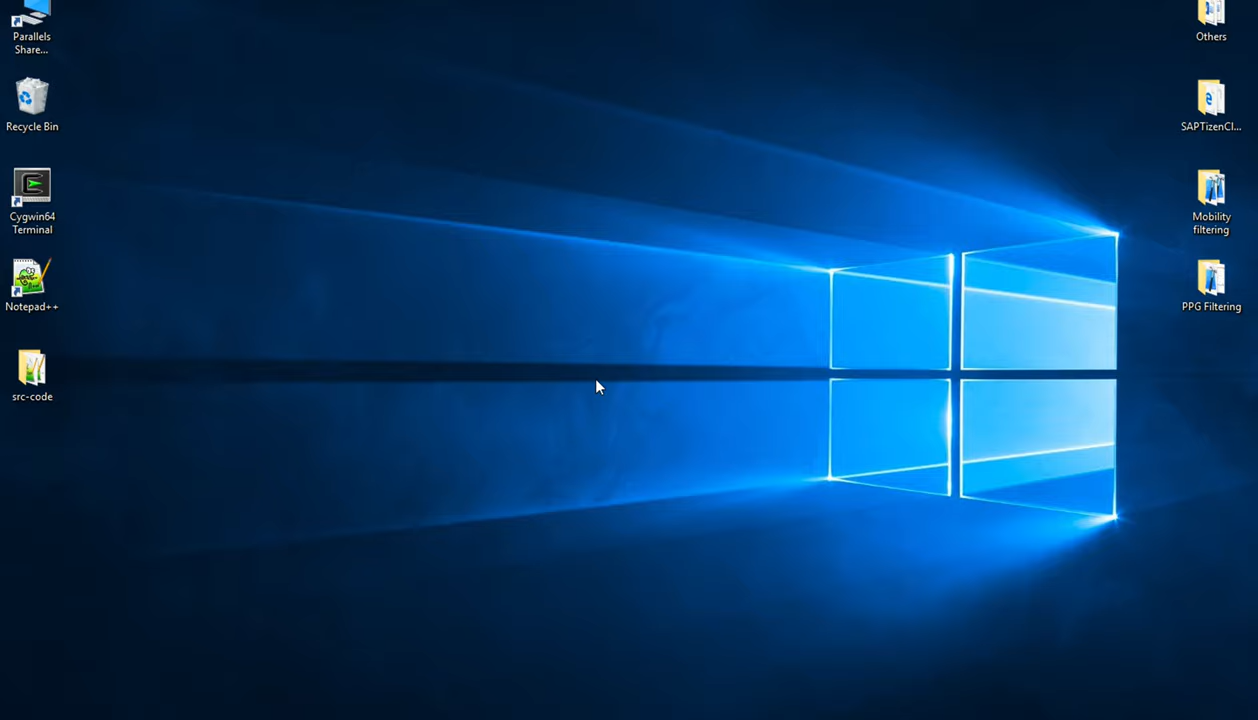 Parallels
Share...
Recycle Bin
Cygwin64
Terminal
Notepad++
src-code
Others
SAPTizenCl...
Mobility
filtering
PPG Filtering